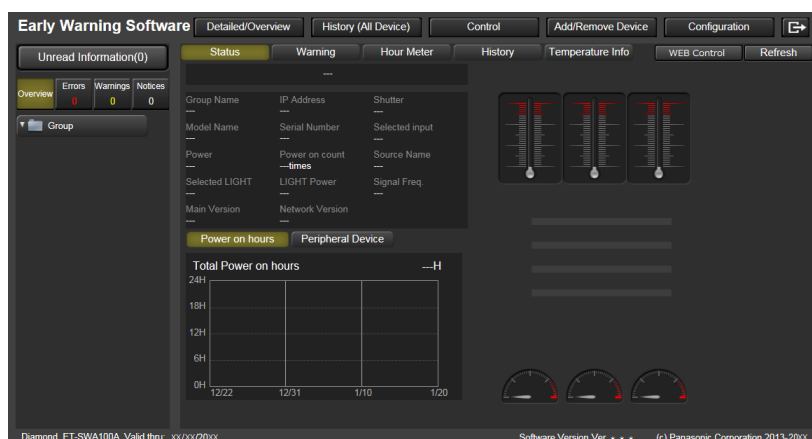 Early Warning Software
Detailed/Overview
History (All Device)
Control
Add/Remove Device
Configuration
Unread Information(0)
Status
Warning
Hour Meter
History
Temperature Info
WEB Control
Refresh
Overview
Errors
0
Warnings
0
Notices
0
Group
---
Group Name
---
IP Address
---
Shutter
---
Model Name
---
Serial Number
---
Selected input
---
Power
---
Power on count
---times
Source Name
---
Selected LIGHT
---
LIGHT Power
---
Signal Freq.
---
Main Version
---
Network Version
---
Power on hours
Peripheral Device
Total Power on hours ---H
24H
18H
12H
6H
0H
12/22 12/31 1/10 1/20
Diamond ET-SWA100A Valid thru: xx/xx/20xx
Software Version Ver. * * * (c) Panasonic Corporation 2013-20XX